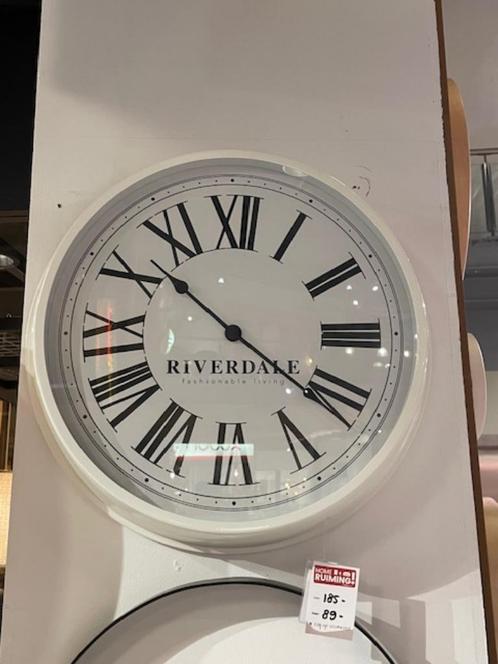 XII
I
II
III
IIII
V
VI
VII
VIII
IX
X
XI
RIVERDALE
fashionable living
HOME
RUIMING!
- 185 -
- 89 -